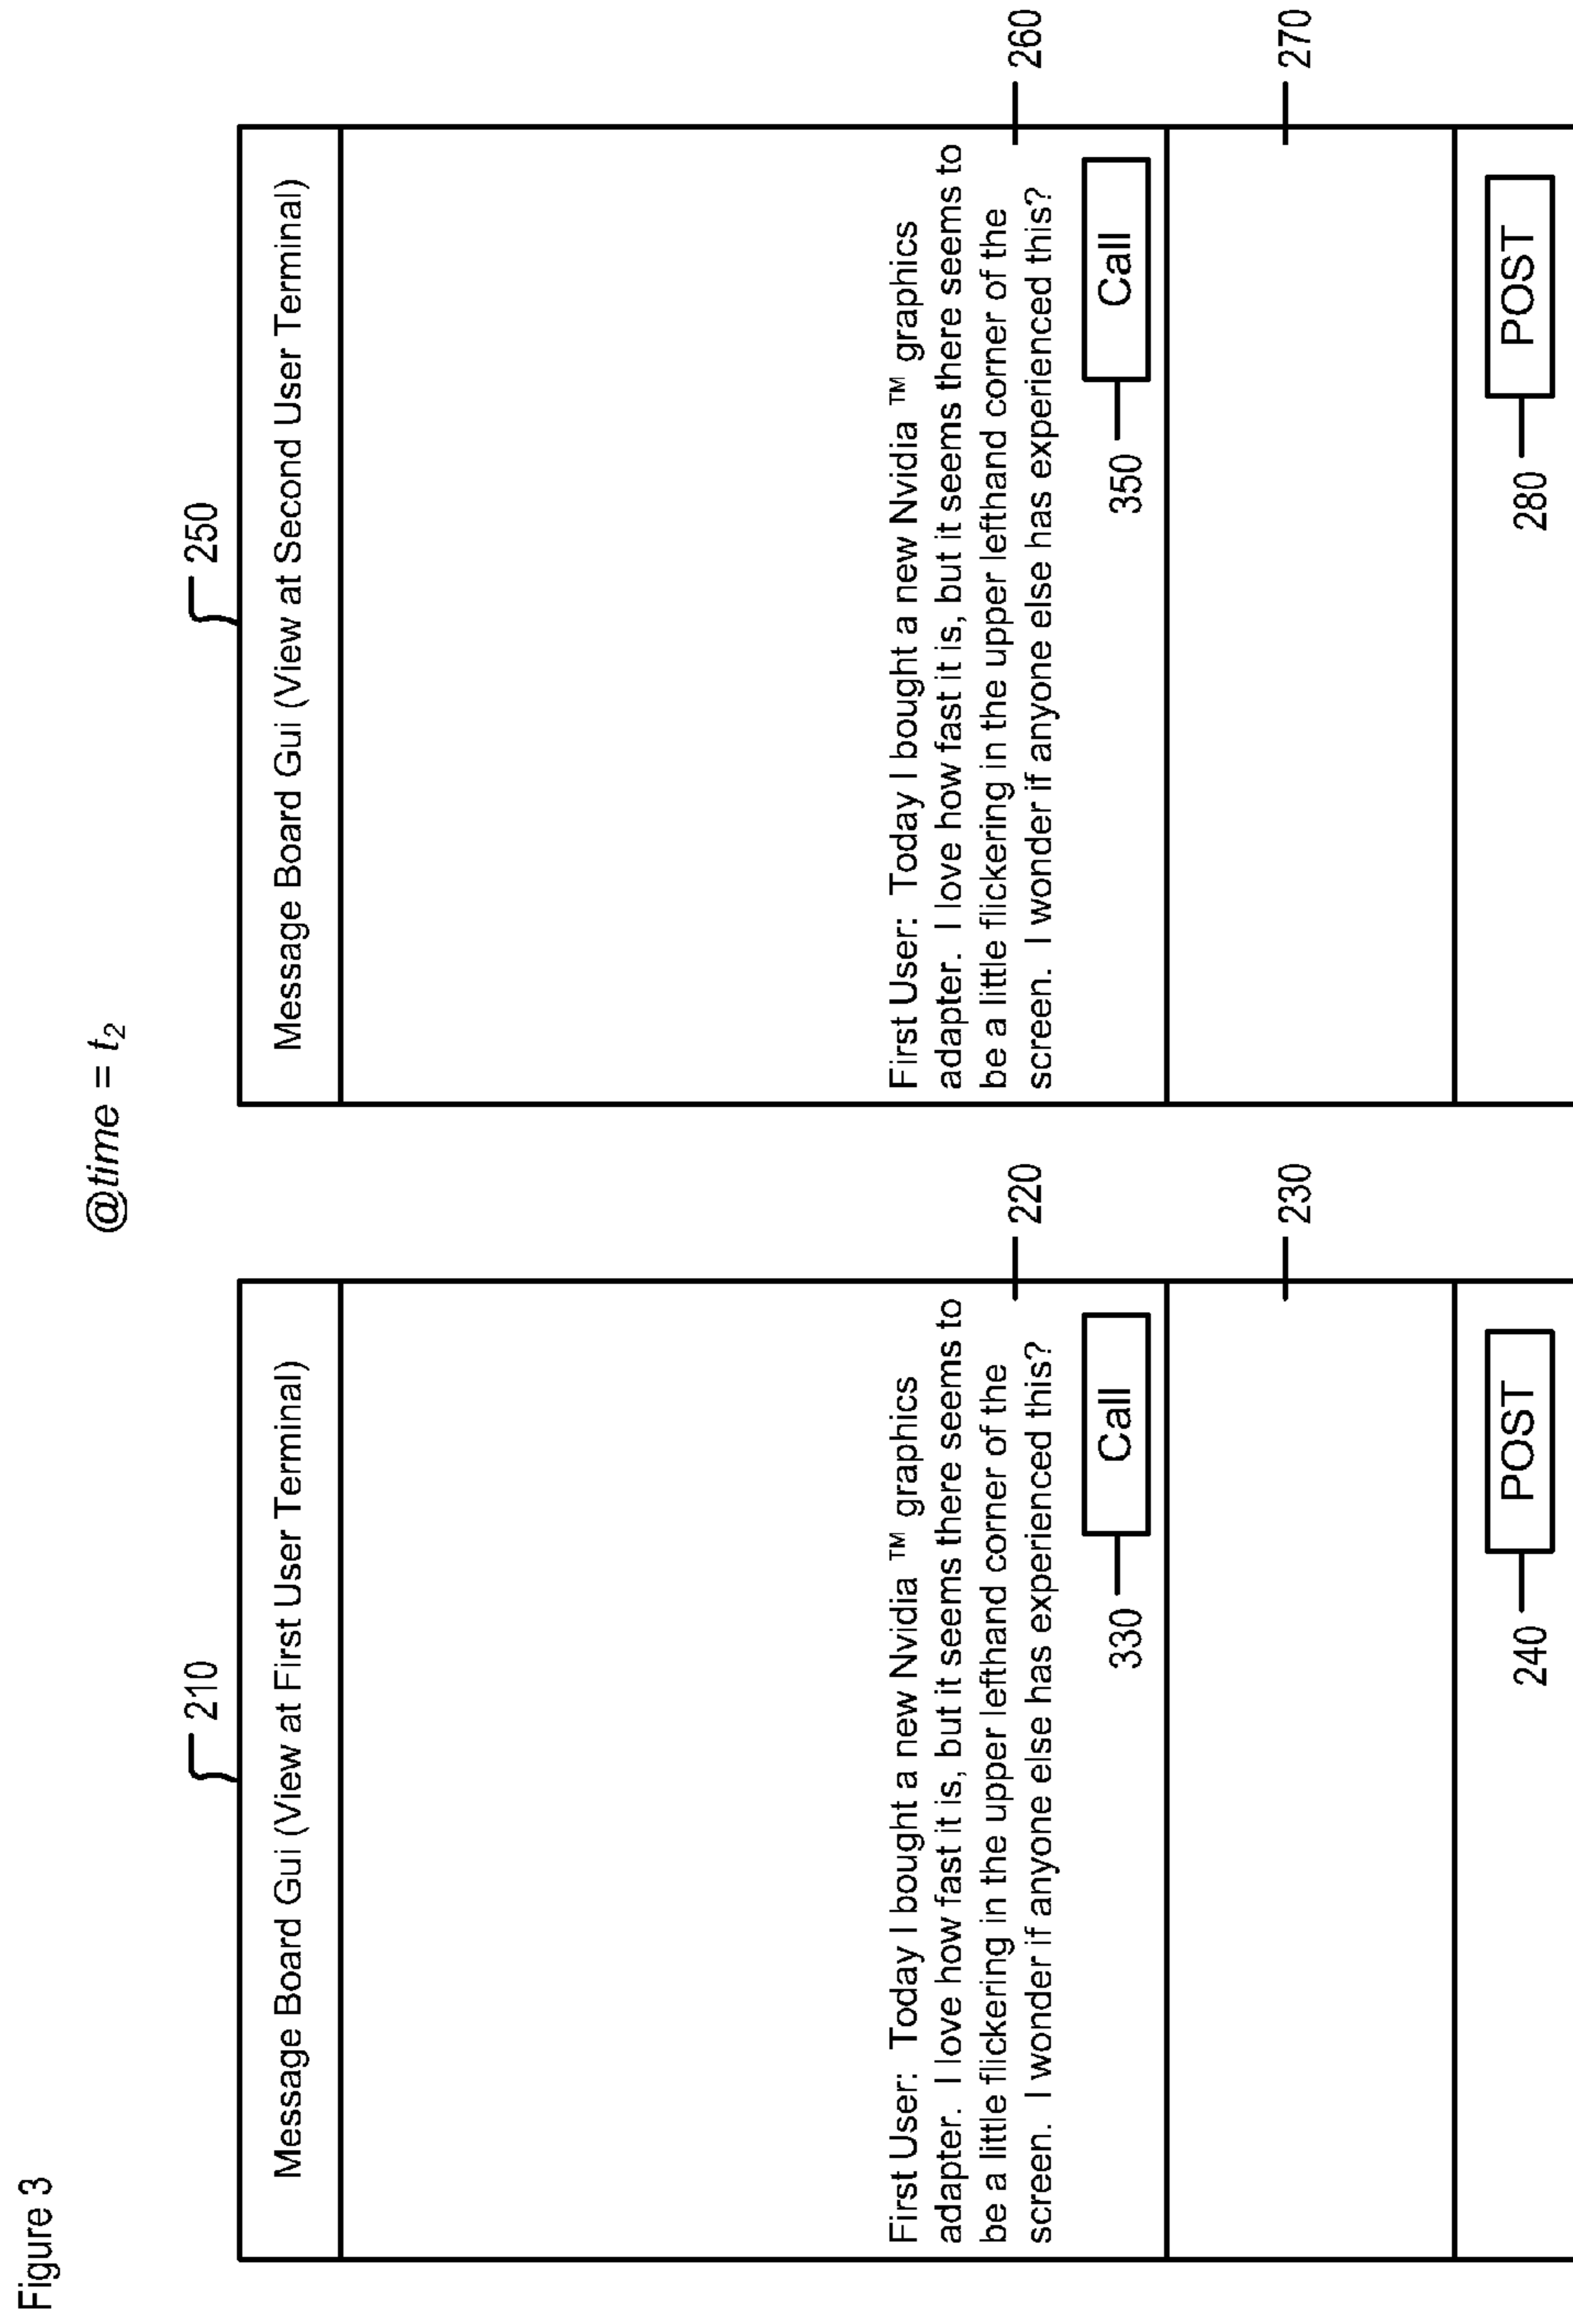 Figure 3
@time = t2
210
Message Board Gui (View at First User Terminal)
First User: Today I bought a new Nvidia ™ graphics
adapter. I love how fast it is, but it seems there seems to
be a little flickering in the upper lefthand corner of the
screen. I wonder if anyone else has experienced this?
220
330
Call
230
240
POST
250
Message Board Gui (View at Second User Terminal)
First User: Today I bought a new Nvidia ™ graphics
adapter. I love how fast it is, but it seems there seems to
be a little flickering in the upper lefthand corner of the
screen. I wonder if anyone else has experienced this?
260
350
Call
270
280
POST